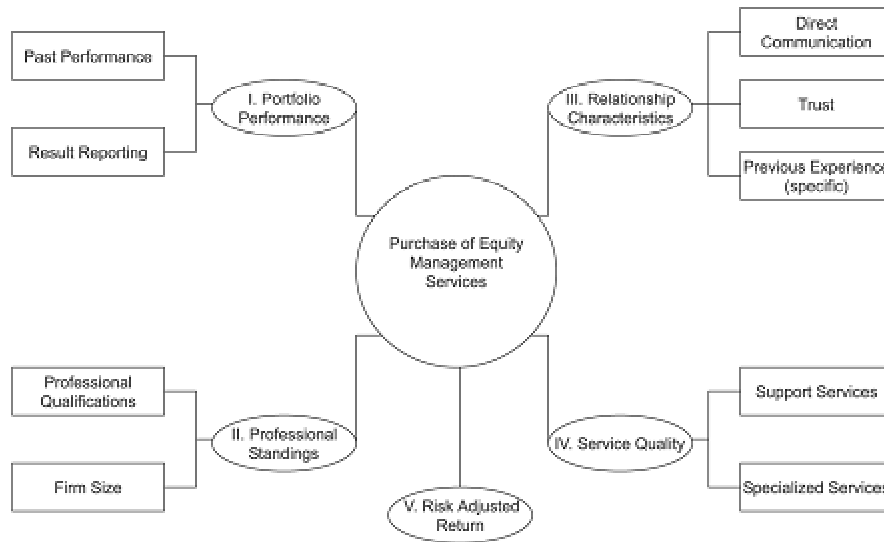 Past Performance
Result Reporting
I. Portfolio
Performance
III. Relationship
Characteristics
Direct
Communication
Trust
Previous Experience
(specific)
Purchase of Equity
Management
Services
Professional
Qualifications
Firm Size
II. Professional
Standings
V. Risk Adjusted
Return
IV. Service Quality
Support Services
Specialized Services